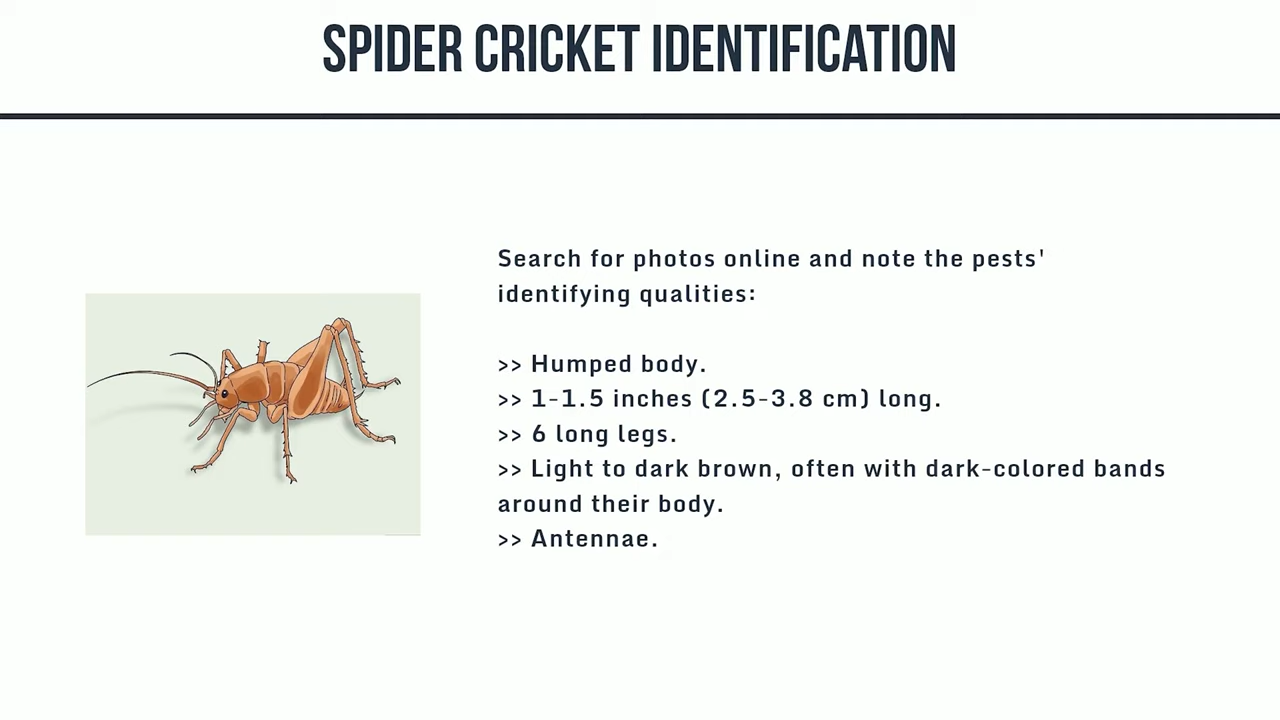 SPIDER CRICKET IDENTIFICATION
Search for photos online and note the pests'
identifying qualities:
>> Humped body.
>> 1-1.5 inches (2.5-3.8 cm) long.
>> 6 long legs.
>> Light to dark brown, often with dark-colored bands
around their body.
>> Antennae.